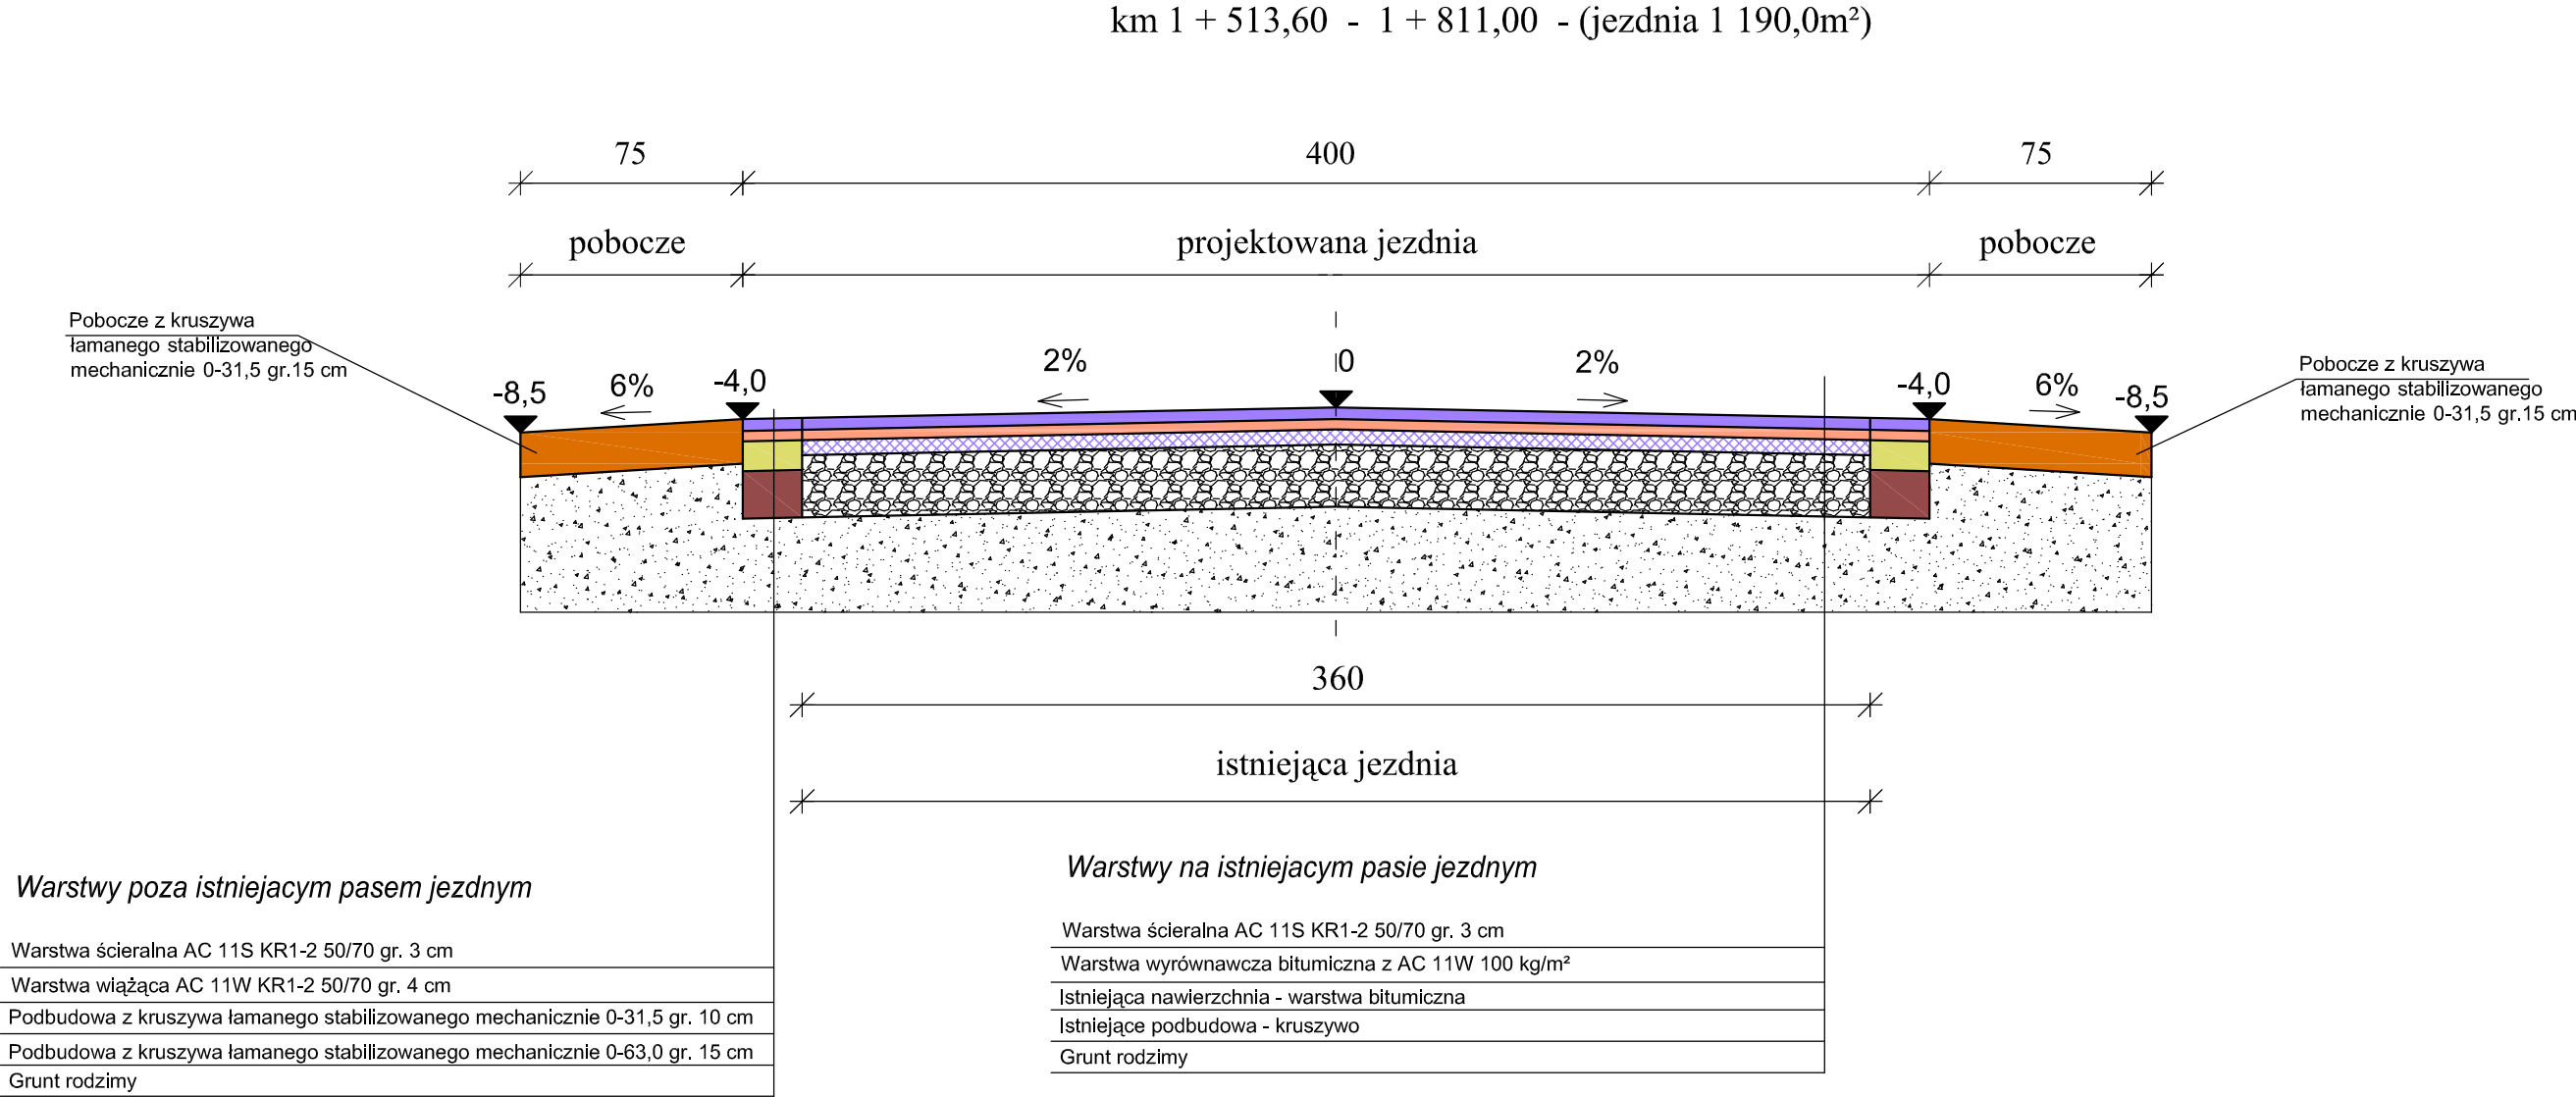 km 1 + 513,60 - 1 + 811,00 - (jezdnia 1 190,0m²)
75 400 75
pobocze projektowana jezdnia pobocze
Pobocze z kruszywa
łamanego stabilizowanego
mechanicznie 0-31,5 gr.15 cm
-8,5 6% -4,0 2% 0 2% -4,0 6% -8,5
Pobocze z kruszywa
łamanego stabilizowanego
mechanicznie 0-31,5 gr.15 cm
360
istniejąca jezdnia
Warstwy poza istniejacym pasem jezdnym
Warstwa ścieralna AC 11S KR1-2 50/70 gr. 3 cm
Warstwa wiążąca AC 11W KR1-2 50/70 gr. 4 cm
Podbudowa z kruszywa łamanego stabilizowanego mechanicznie 0-31,5 gr. 10 cm
Podbudowa z kruszywa łamanego stabilizowanego mechanicznie 0-63,0 gr. 15 cm
Grunt rodzimy
Warstwy na istniejacym pasie jezdnym
Warstwa ścieralna AC 11S KR1-2 50/70 gr. 3 cm
Warstwa wyrównawcza bitumiczna z AC 11W 100 kg/m²
Istniejąca nawierzchnia - warstwa bitumiczna
Istniejące podbudowa - kruszywo
Grunt rodzimy